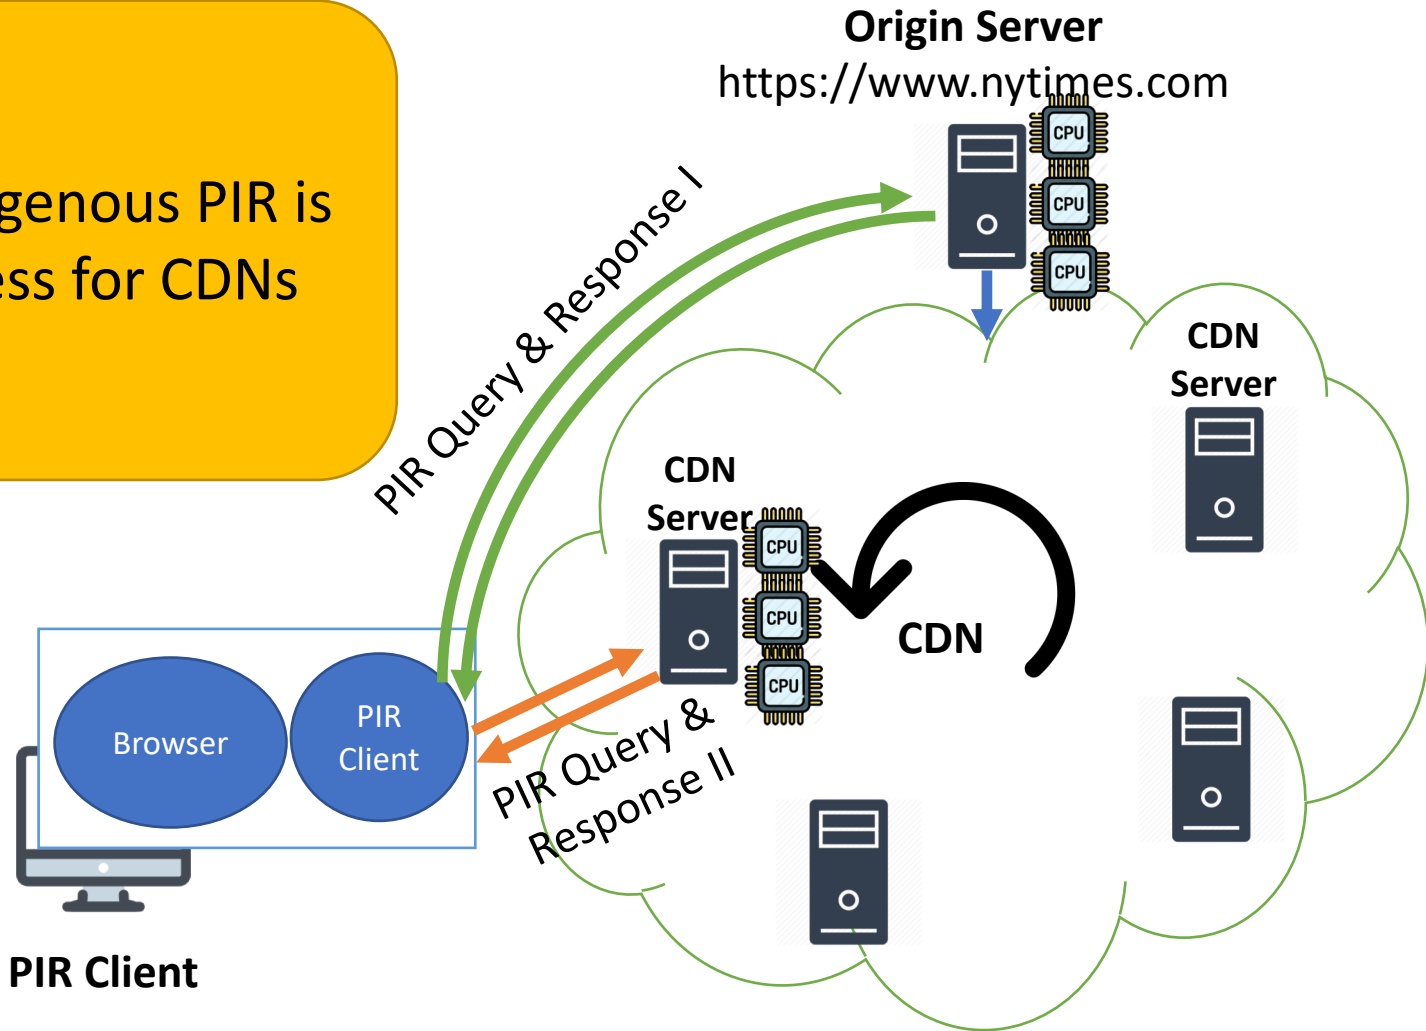 Origin Server
https://www.nytimes.com
genous PIR is
ess for CDNs
PIR Query & Response I
CPU
CPU
CPU
CDN
Server
CDN
Server
CPU
CPU
CPU
CDN
Browser
PIR
Client
PIR Query &
Response II
PIR Client